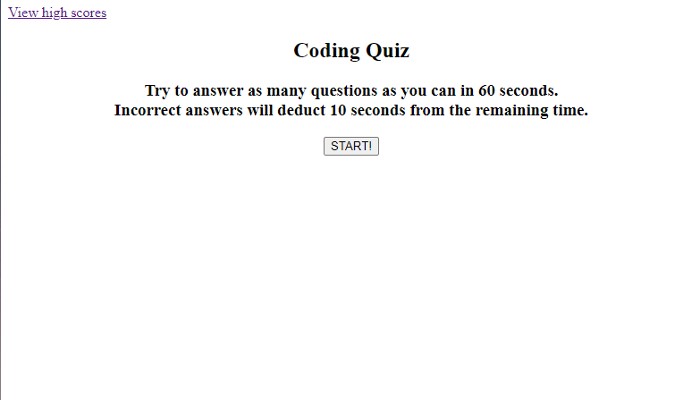 View high scores
Coding Quiz
Try to answer as many questions as you can in 60 seconds.
Incorrect answers will deduct 10 seconds from the remaining time.
START!